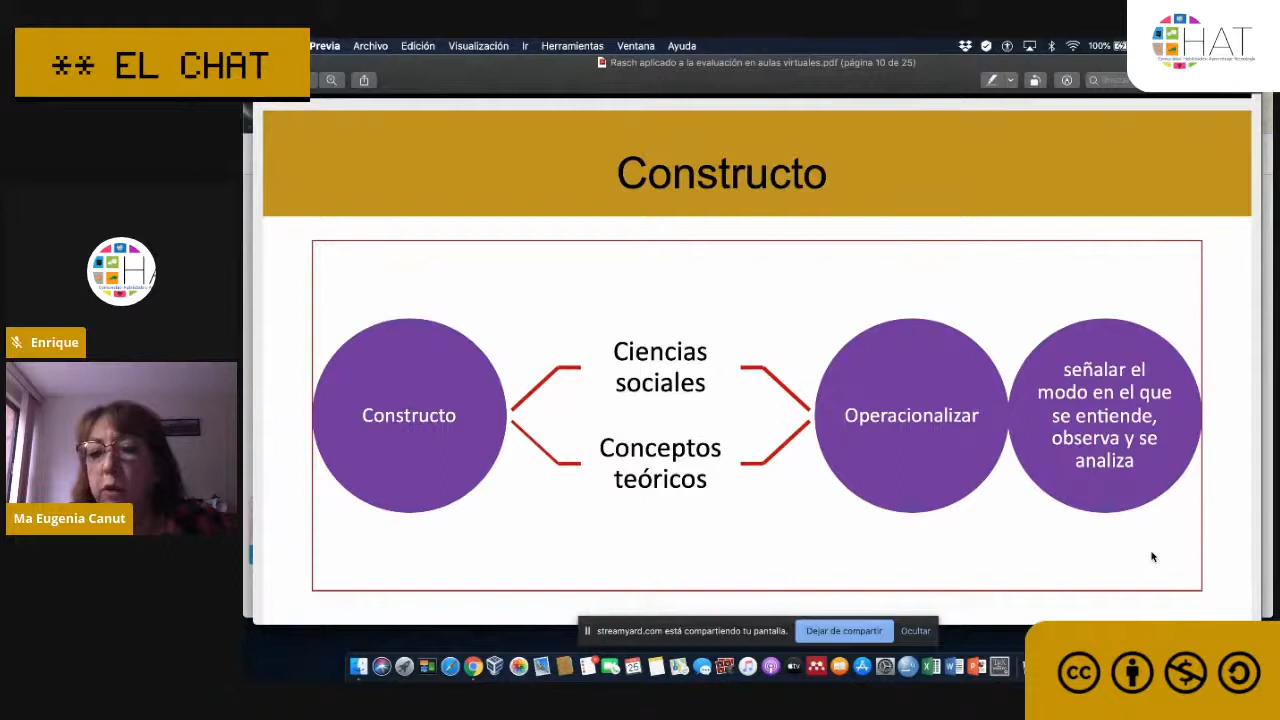 ** EL CHAT
Previa Archivo Edición Visualización Ir Herramientas Ventana Ayuda
100%
HAT
Rasch aplicado a la evaluación en aulas virtuales.pdf (página 10 de 25)
Constructo
Constructo
Ciencias
sociales
Conceptos
teóricos
Operacionalizar
señalar el
modo en el que
se entiende,
observa y se
analiza
Enrique
Ma Eugenia Canut
streamyard.com está compartiendo tu pantalla.
Dejar de compartir
Ocultar
25
cc